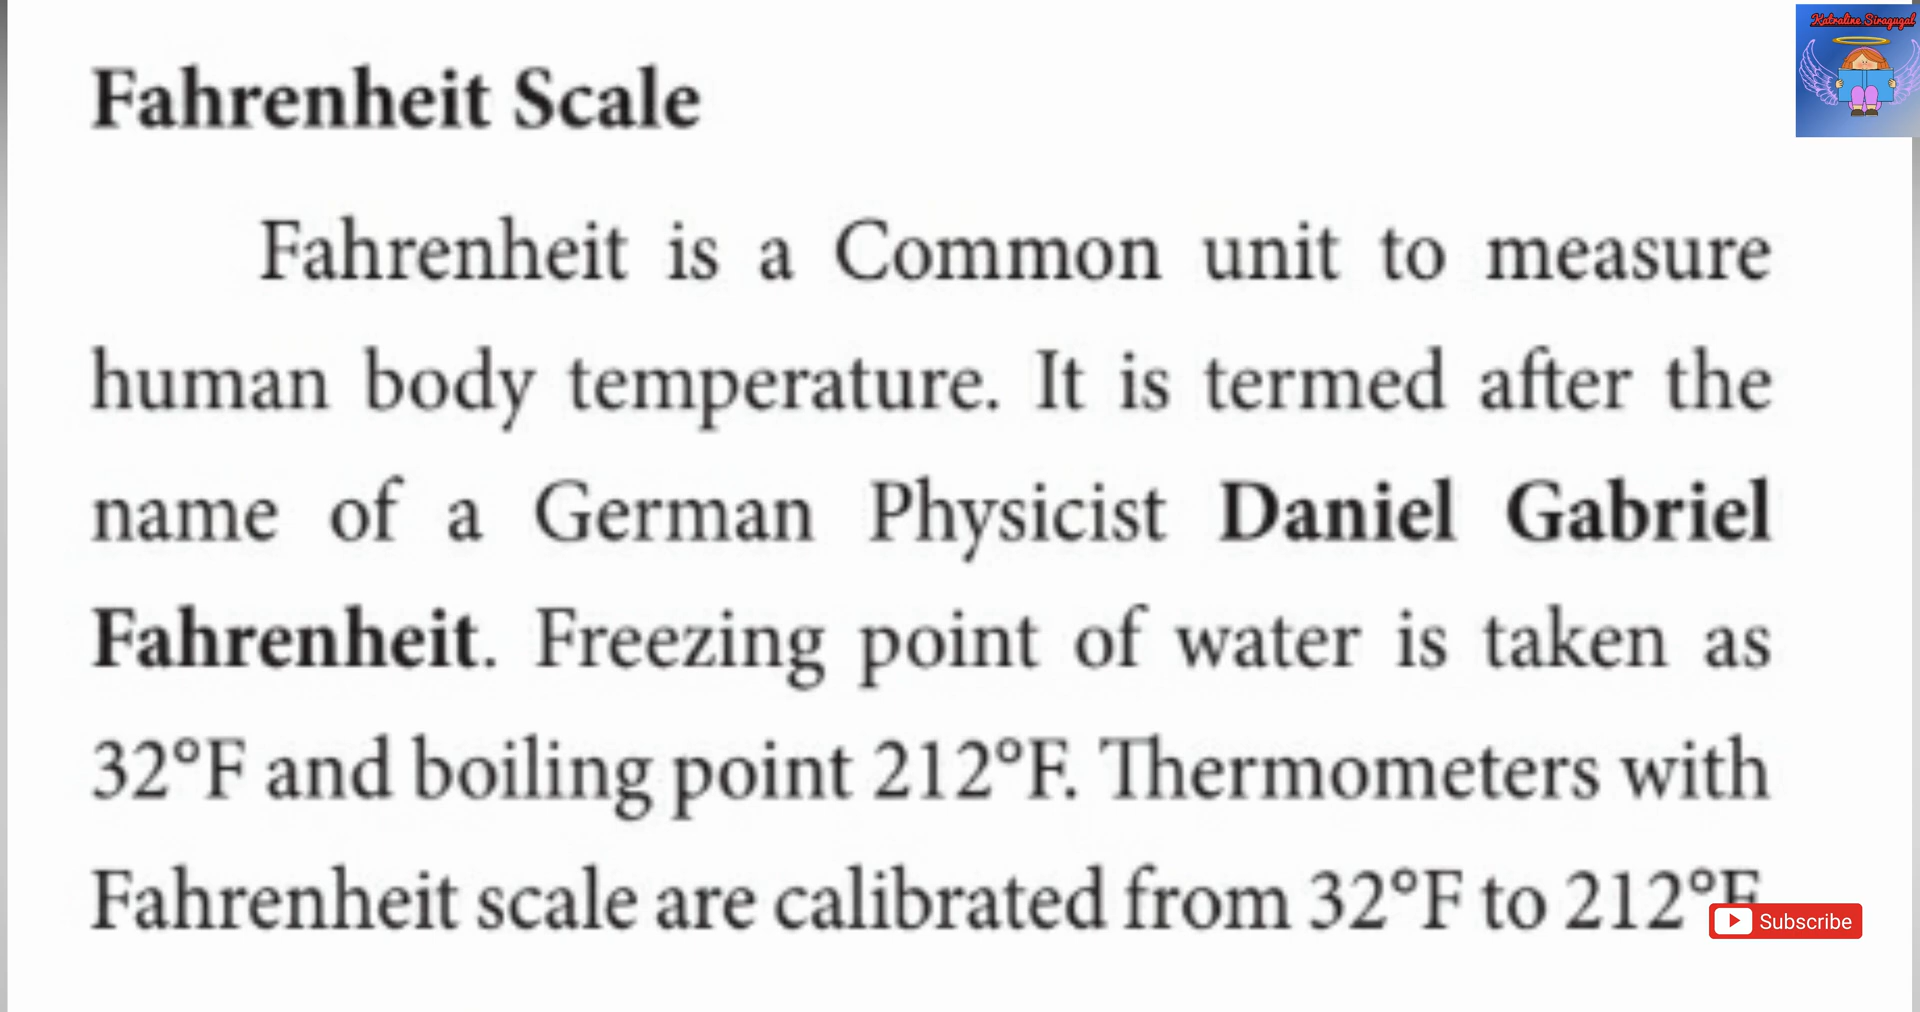 Katraline Siragugal
Fahrenheit Scale
Fahrenheit is a Common unit to measure
human body temperature. It is termed after the
name of a German Physicist Daniel Gabriel
Fahrenheit. Freezing point of water is taken as
32°F and boiling point 212°F. Thermometers with
Fahrenheit scale are calibrated from 32°F to 212°F
Subscribe